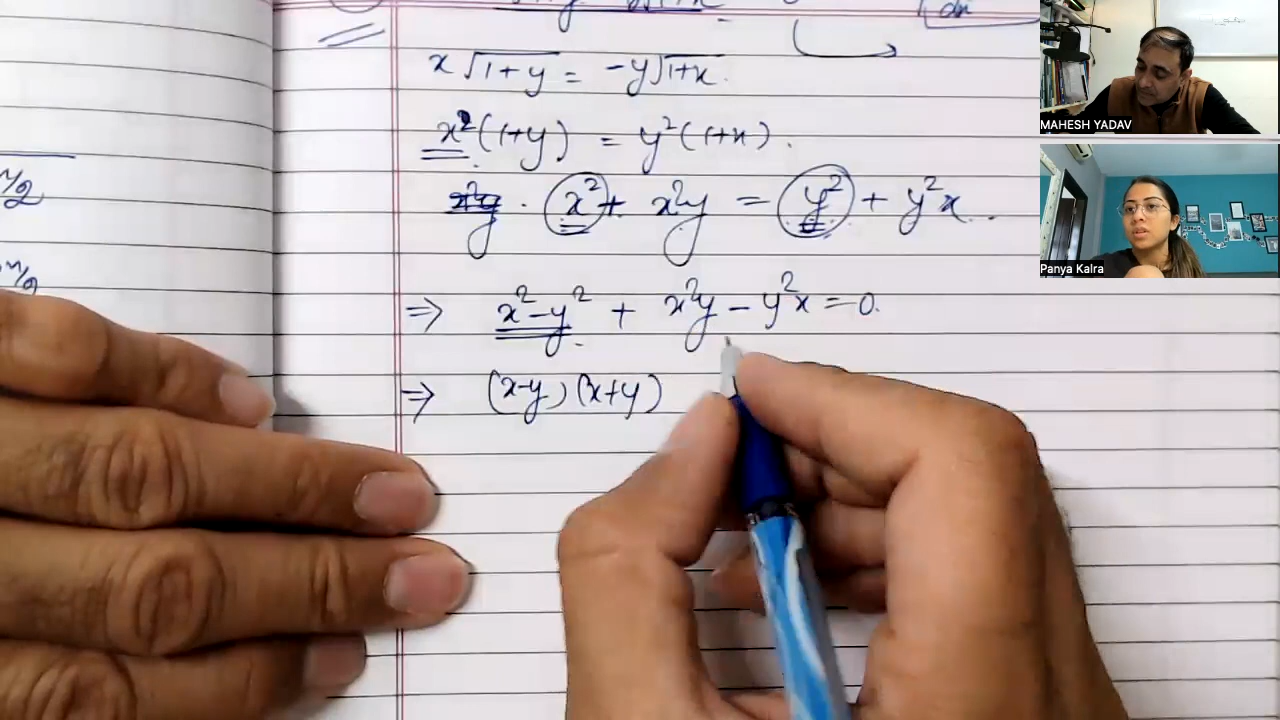 dx
x √1+y = -y√1+x.
x²(1+y) = y²(1+x).
x² + x²y = y² + y²x.
⇒ x²-y² + x²y - y²x = 0.
⇒ (x-y)(x+y)
MAHESH YADAV
Panya Kalra